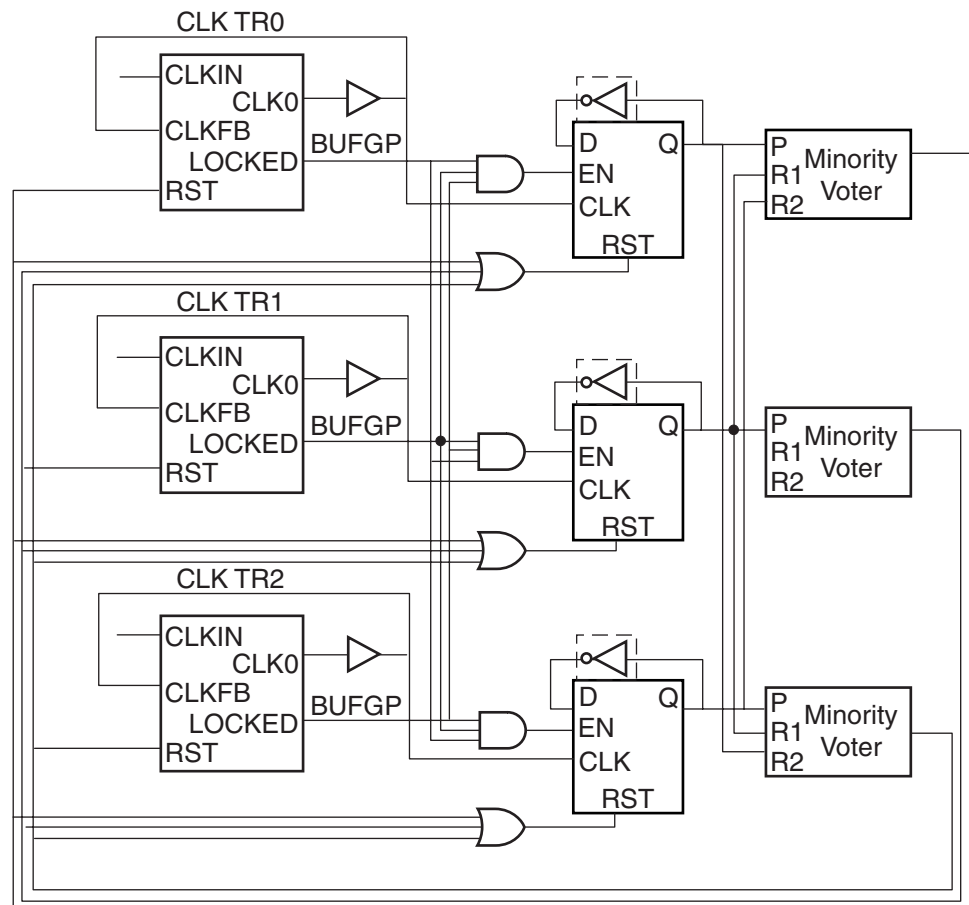 CLK TR0
CLKIN
CLK0
CLKFB
BUFGP
LOCKED
RST
D
Q
EN
CLK
RST
P
R1
R2
Minority
Voter
CLK TR1
CLKIN
CLK0
CLKFB
BUFGP
LOCKED
RST
D
Q
EN
CLK
RST
P
R1
R2
Minority
Voter
CLK TR2
CLKIN
CLK0
CLKFB
BUFGP
LOCKED
RST
D
Q
EN
CLK
RST
P
R1
R2
Minority
Voter